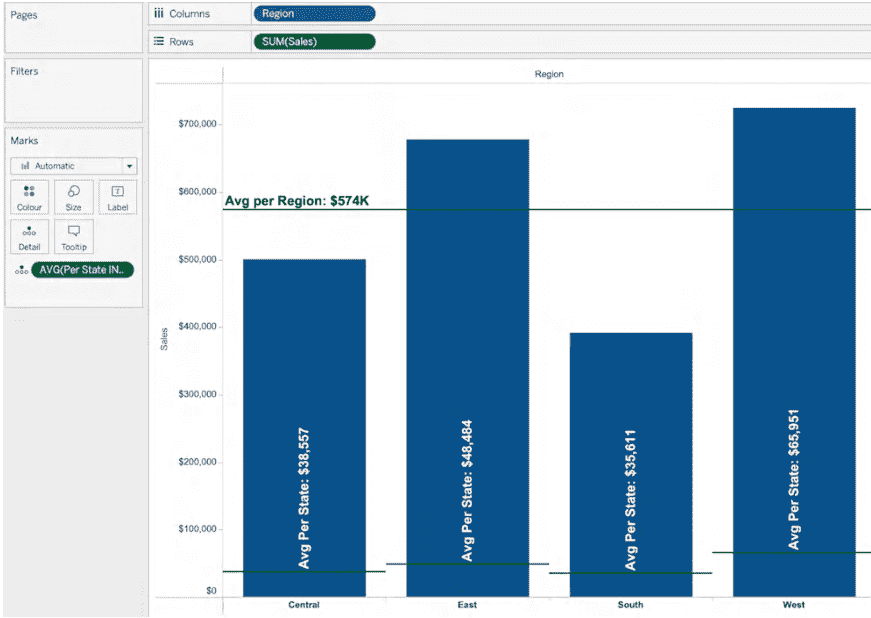 Pages
Columns
Region
Rows
SUM(Sales)
Filters
Marks
Automatic
Colour
Size
Label
Detail
Tooltip
AVG(Per State IN..
Region
Sales
$700,000
$600,000
$500,000
$400,000
$300,000
$200,000
$100,000
$0
Avg per Region: $574K
Avg Per State: $38,557
Avg Per State: $48,484
Avg Per State: $35,611
Avg Per State: $65,951
Central
East
South
West